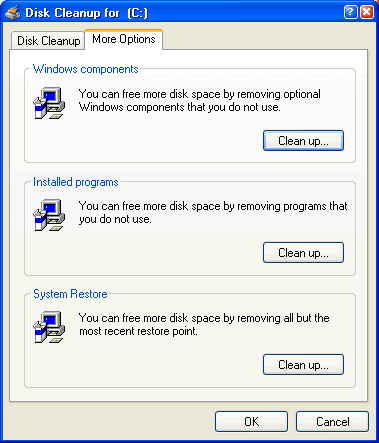 Disk Cleanup for (C:)
Disk Cleanup
More Options
Windows components
You can free more disk space by removing optional
Windows components that you do not use.
Clean up...
Installed programs
You can free more disk space by removing programs that
you do not use.
Clean up...
System Restore
You can free more disk space by removing all but the
most recent restore point.
Clean up...
OK
Cancel